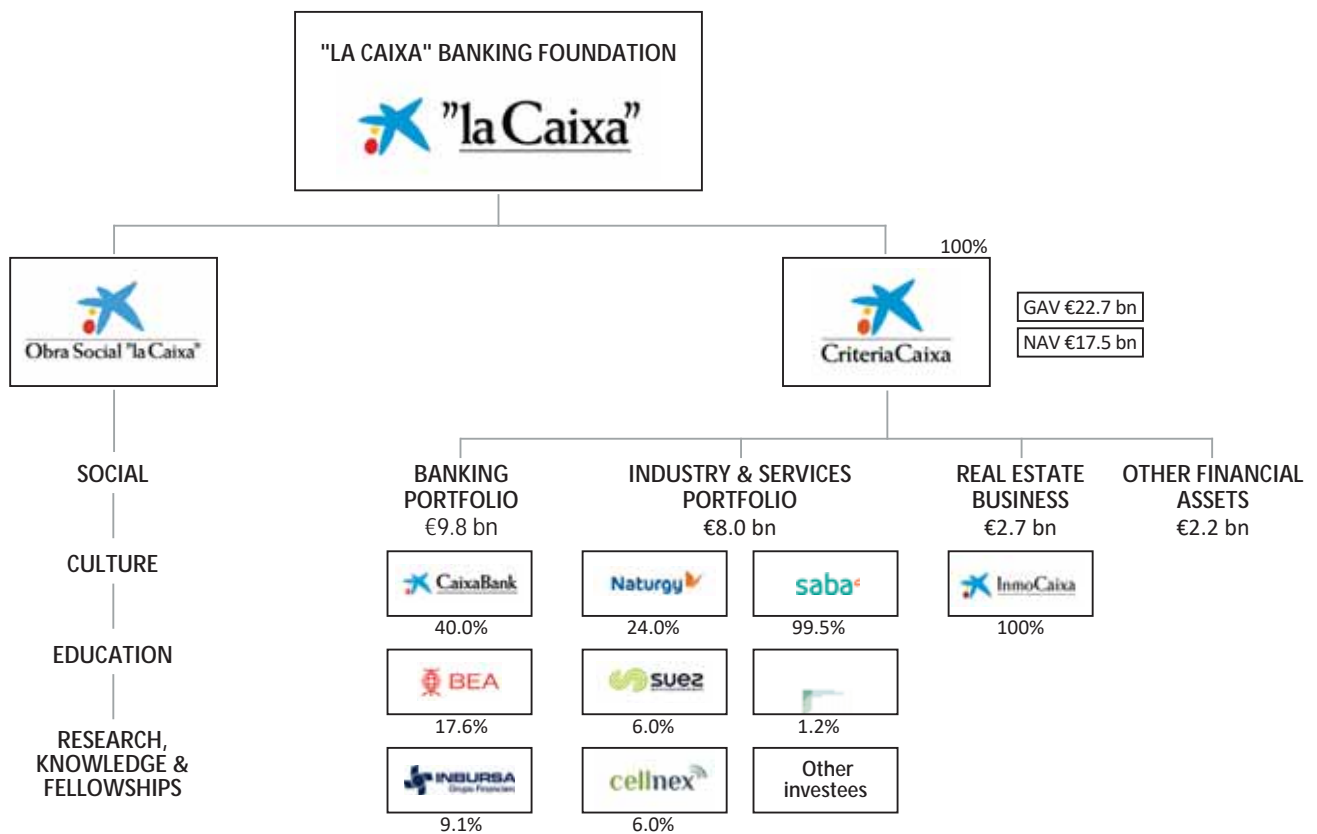 "LA CAIXA" BANKING FOUNDATION
"la Caixa"
100%
Obra Social "la Caixa"
CriteriaCaixa
GAV €22.7 bn
NAV €17.5 bn
SOCIAL
CULTURE
EDUCATION
RESEARCH,
KNOWLEDGE &
FELLOWSHIPS
BANKING
PORTFOLIO
€9.8 bn
CaixaBank
40.0%
BEA
17.6%
INBURSA
Grupo Financiero
9.1%
INDUSTRY & SERVICES
PORTFOLIO
€8.0 bn
Naturgy
24.0%
saba
99.5%
suez
6.0%
1.2%
cellnex
6.0%
Other
investees
REAL ESTATE
BUSINESS
€2.7 bn
InmoCaixa
100%
OTHER FINANCIAL
ASSETS
€2.2 bn